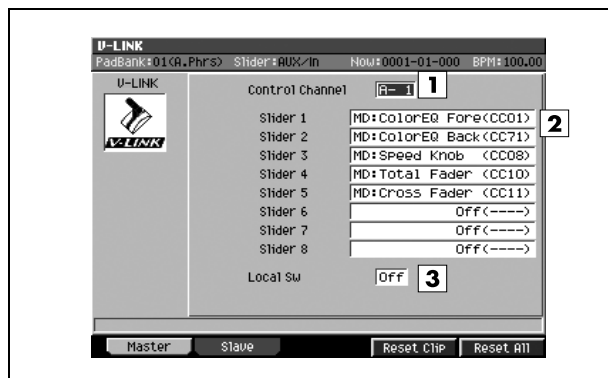 V-LINK
PadBank:01(A.Phrs) Slider:AUX/In Now:0001-01-000 BPM:100.00
V-LINK
V-LINK
Control Channel A- 1 1
Slider 1 MD:ColorEQ Fore(CC01) 2
Slider 2 MD:ColorEQ Back(CC71)
Slider 3 MD:Speed Knob (CC08)
Slider 4 MD:Total Fader (CC10)
Slider 5 MD:Cross Fader (CC11)
Slider 6 Off(----)
Slider 7 Off(----)
Slider 8 Off(----)
Local Sw Off 3
Master Slave Reset Clip Reset All